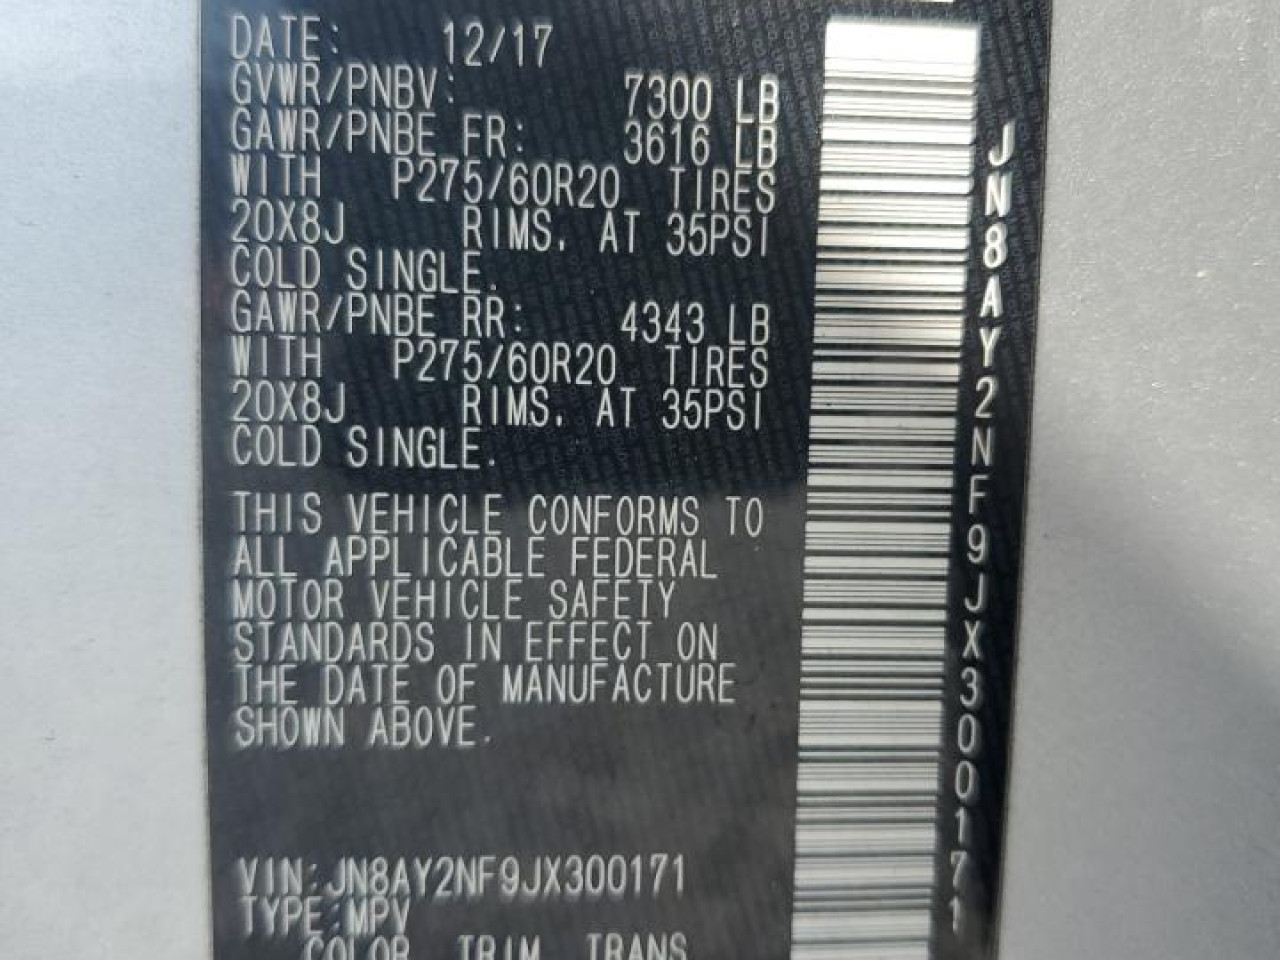 DATE: 12/17
GVWR/PNBV: 7300 LB
GAWR/PNBE FR: 3616 LB
WITH P275/60R20 TIRES
20X8J RIMS. AT 35PSI
COLD SINGLE.
GAWR/PNBE RR: 4343 LB
WITH P275/60R20 TIRES
20X8J RIMS. AT 35PSI
COLD SINGLE.
THIS VEHICLE CONFORMS TO
ALL APPLICABLE FEDERAL
MOTOR VEHICLE SAFETY
STANDARDS IN EFFECT ON
THE DATE OF MANUFACTURE
SHOWN ABOVE.
VIN:JN8AY2NF9JX300171
TYPE:MPV
COLOR TRIM TRANS
JN8AY2NF9JX300171